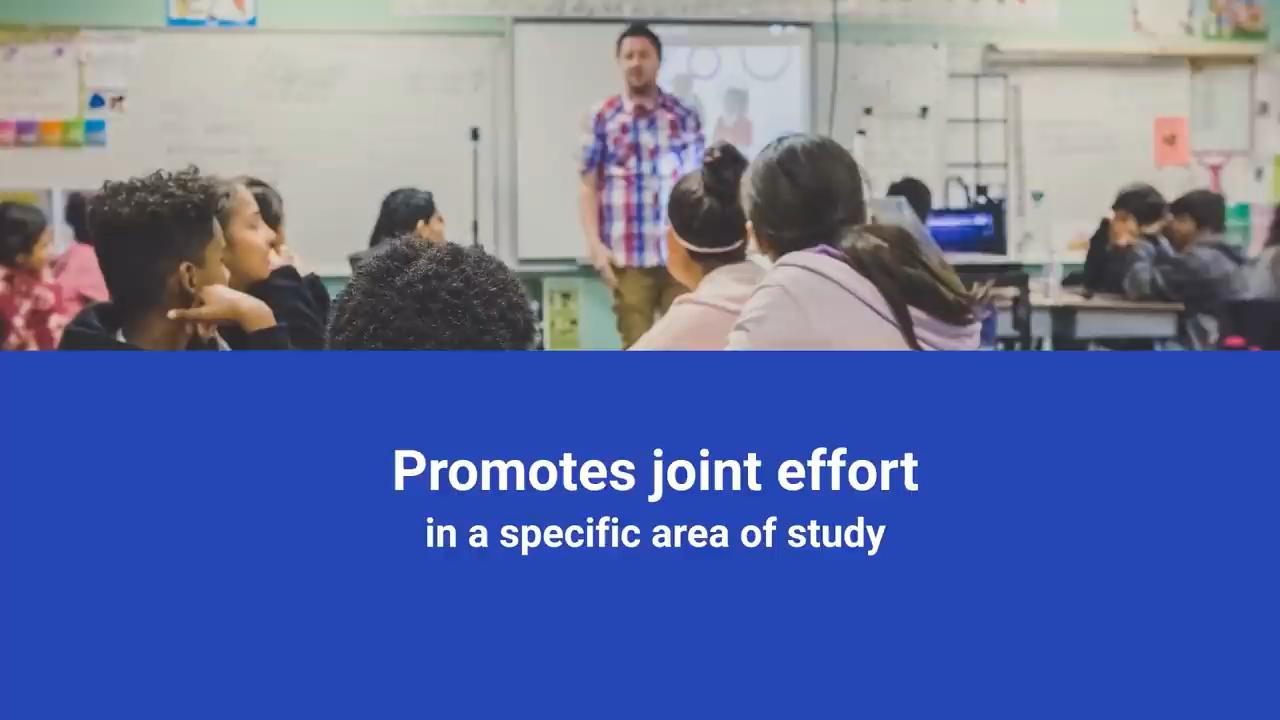 Promotes joint effort
in a specific area of study